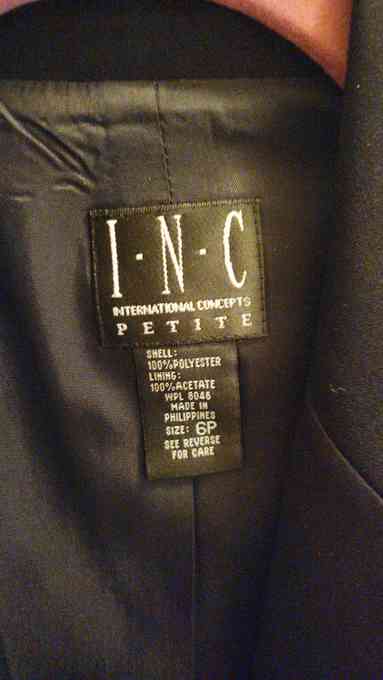 I·N·C
INTERNATIONAL CONCEPTS
PETITE
SHELL:
100%POLYESTER
LINING:
100%ACETATE
WPL 8046
MADE IN
PHILIPPINES
SIZE: 6P
SEE REVERSE
FOR CARE